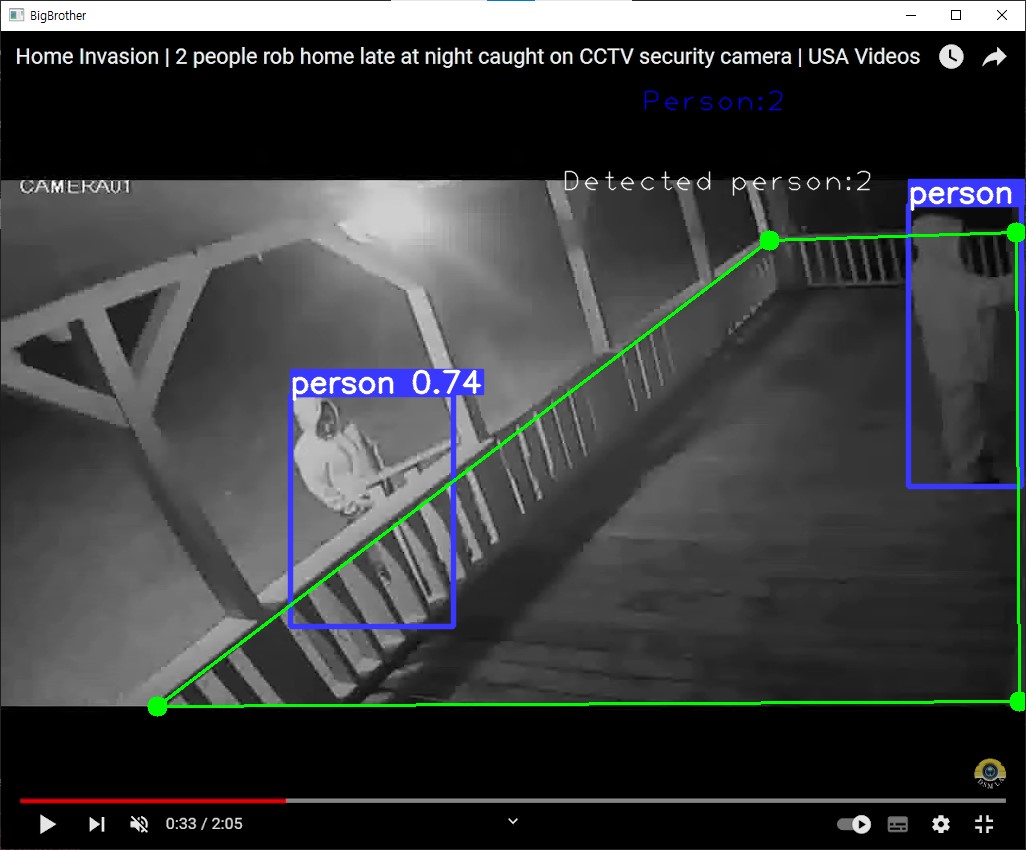 BigBrother
Home Invasion | 2 people rob home late at night caught on CCTV security camera | USA Videos
Person:2
CAMERA01
Detected person:2
person
person 0.74
0:33 / 2:05